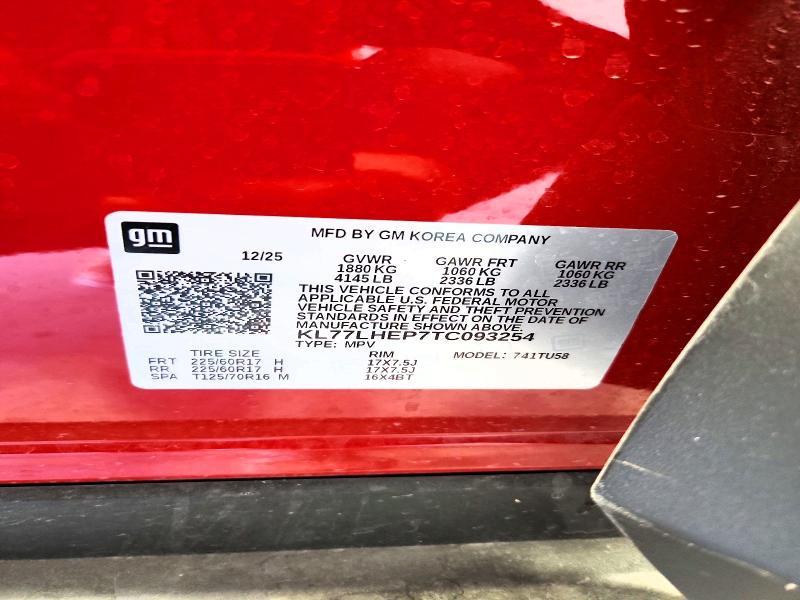 gm
MFD BY GM KOREA COMPANY
12/25 GVWR GAWR FRT GAWR RR
1880 KG 1060 KG 1060 KG
4145 LB 2336 LB 2336 LB
THIS VEHICLE CONFORMS TO ALL
APPLICABLE U.S. FEDERAL MOTOR
VEHICLE SAFETY AND THEFT PREVENTION
STANDARDS IN EFFECT ON THE DATE OF
MANUFACTURE SHOWN ABOVE.
KL77LHEP7TC093254
TYPE: MPV
TIRE SIZE RIM MODEL: 741TU58
FRT 225/60R17 H 17X7.5J
RR 225/60R17 H 17X7.5J
SPA T125/70R16 M 16X4BT